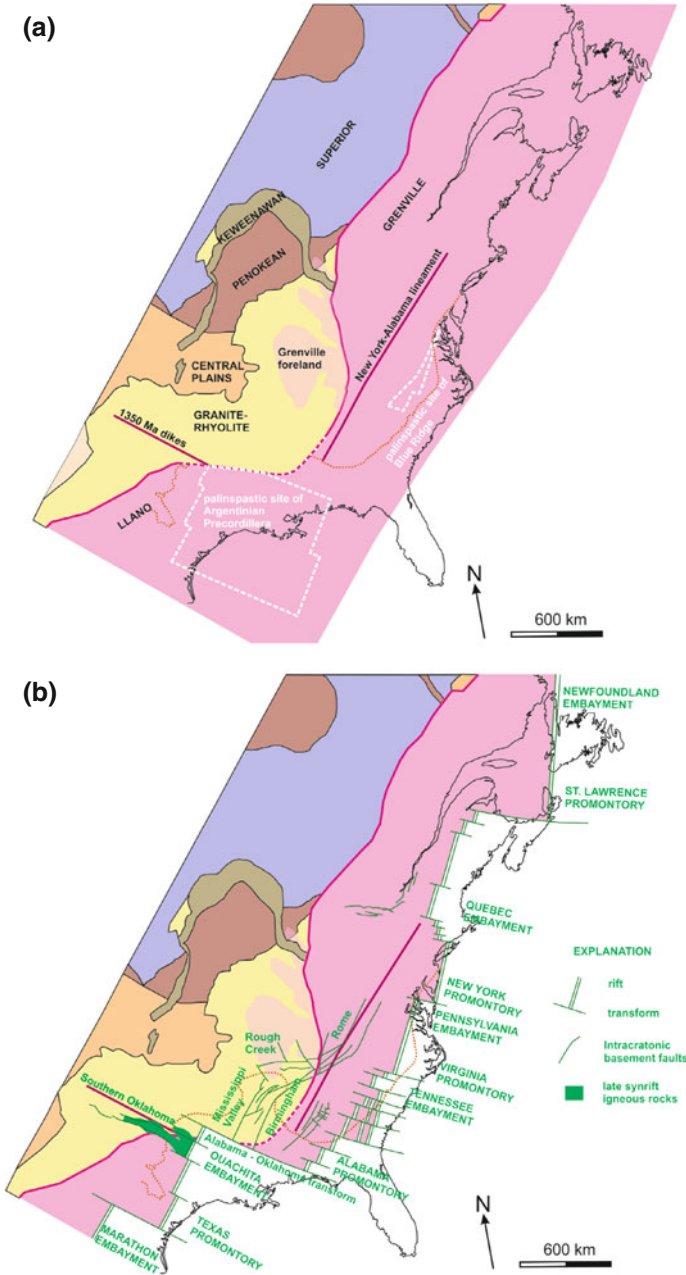 (a)
SUPERIOR
GRENVILLE
KEWEENAWAN
PENOKEAN
New York-Alabama lineament
Grenville
foreland
CENTRAL
PLAINS
GRANITE-
RHYOLITE
1350 Ma dikes
palinspastic site of
Blue Ridge
LLANO
palinspastic site of
Argentinian
Precordillera
N
600 km
(b)
NEWFOUNDLAND
EMBAYMENT
ST. LAWRENCE
PROMONTORY
QUEBEC
EMBAYMENT
EXPLANATION
rift
transform
Intracratonic
basement faults
late synrift
igneous rocks
NEW YORK
PROMONTORY
PENNSYLVANIA
EMBAYMENT
VIRGINIA
PROMONTORY
TENNESSEE
EMBAYMENT
Rome
Rough
Creek
Mississippi
Valley
Birmingham
Southern Oklahoma
Alabama - Oklahoma transform
OUACHITA
EMBAYMENT
ALABAMA
PROMONTORY
TEXAS
PROMONTORY
MARATHON
EMBAYMENT
N
600 km